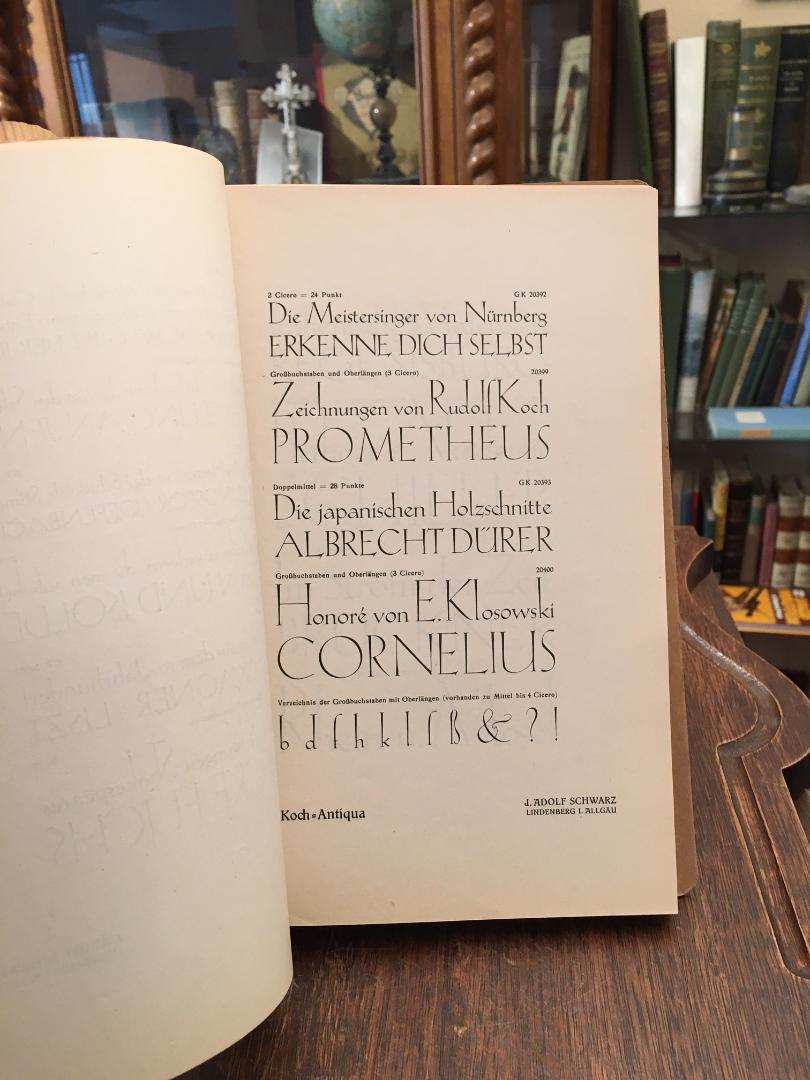 2 Cicero = 24 Punkt GK 20392
Die Meistersinger von Nürnberg
ERKENNE DICH SELBST
Großbuchstaben und Oberlängen (3 Cicero) 20399
Zeichnungen von Rudolf Koch
PROMETHEUS
Doppelmittel = 28 Punkte GK 20393
Die japanischen Holzschnitte
ALBRECHT DÜRER
Großbuchstaben und Oberlängen (3 Cicero) 20400
Honoré von E. Klosowski
CORNELIUS
Verzeichnis der Großbuchstaben mit Oberlängen (vorhanden zu Mittel bis 4 Cicero)
b d f h k l ſ ß & ? !
Koch=Antiqua
J. ADOLF SCHWARZ
LINDENBERG I. ALLGÄU